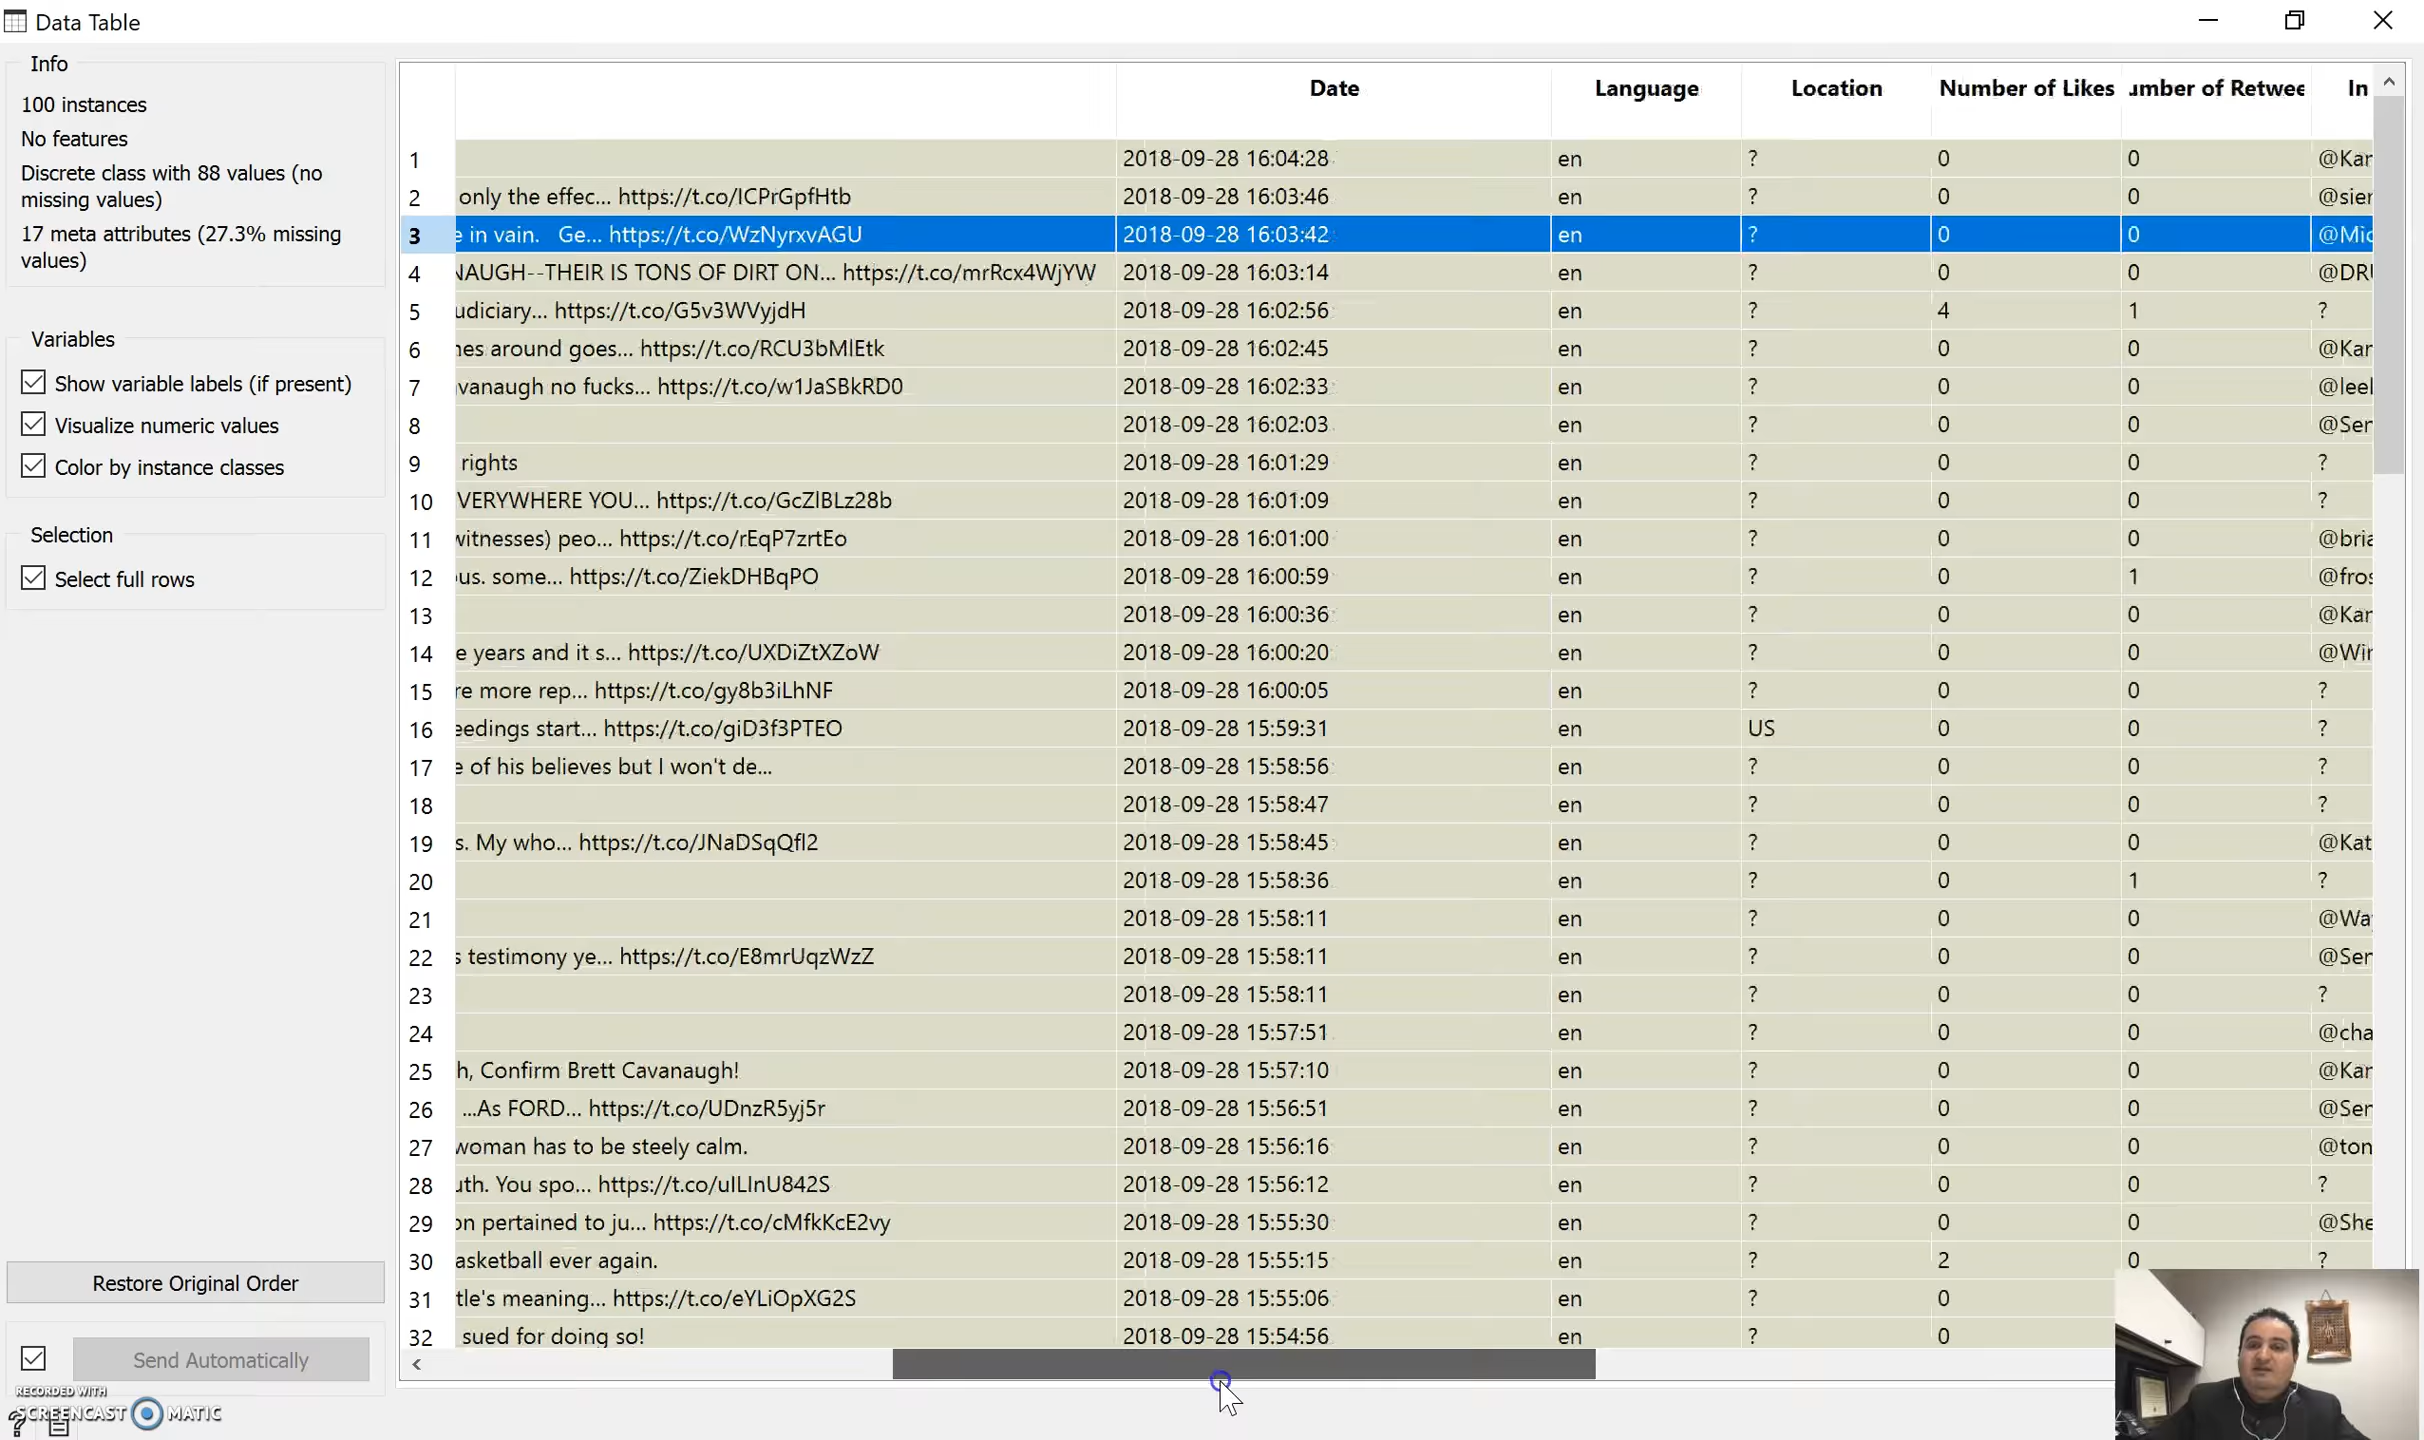 Data Table
Info
100 instances
No features
Discrete class with 88 values (no
missing values)
17 meta attributes (27.3% missing
values)
Variables
Show variable labels (if present)
Visualize numeric values
Color by instance classes
Selection
Select full rows
Restore Original Order
Send Automatically
RECORDED WITH
SCREENCAST MATIC
Date Language Location Number of Likes umber of Retwee In
1 2018-09-28 16:04:28 en ? 0 0 @Kar
2 only the effec... https://t.co/ICPrGpfHtb 2018-09-28 16:03:46 en ? 0 0 @sier
3 e in vain. Ge... https://t.co/WzNyrxvAGU 2018-09-28 16:03:42 en ? 0 0 @Mic
4 NAUGH--THEIR IS TONS OF DIRT ON... https://t.co/mrRcx4WjYW 2018-09-28 16:03:14 en ? 0 0 @DRU
5 udiciary... https://t.co/G5v3WVyjdH 2018-09-28 16:02:56 en ? 4 1 ?
6 nes around goes... https://t.co/RCU3bMlEtk 2018-09-28 16:02:45 en ? 0 0 @Kar
7 avanaugh no fucks... https://t.co/w1JaSBkRD0 2018-09-28 16:02:33 en ? 0 0 @leel
8 2018-09-28 16:02:03 en ? 0 0 @Ser
9 rights 2018-09-28 16:01:29 en ? 0 0 ?
10 VERYWHERE YOU... https://t.co/GcZlBLz28b 2018-09-28 16:01:09 en ? 0 0 ?
11 witnesses) peo... https://t.co/rEqP7zrtEo 2018-09-28 16:01:00 en ? 0 0 @bria
12 ous. some... https://t.co/ZiekDHBqPO 2018-09-28 16:00:59 en ? 0 1 @fros
13 2018-09-28 16:00:36 en ? 0 0 @Kar
14 e years and it s... https://t.co/UXDiZtXZoW 2018-09-28 16:00:20 en ? 0 0 @Wir
15 re more rep... https://t.co/gy8b3iLhNF 2018-09-28 16:00:05 en ? 0 0 ?
16 eedings start... https://t.co/giD3f3PTEO 2018-09-28 15:59:31 en US 0 0 ?
17 e of his believes but I won't de... 2018-09-28 15:58:56 en ? 0 0 ?
18 2018-09-28 15:58:47 en ? 0 0 ?
19 s. My who... https://t.co/JNaDSqQfl2 2018-09-28 15:58:45 en ? 0 0 @Kat
20 2018-09-28 15:58:36 en ? 0 1 ?
21 2018-09-28 15:58:11 en ? 0 0 @Way
22 s testimony ye... https://t.co/E8mrUqzWzZ 2018-09-28 15:58:11 en ? 0 0 @Ser
23 2018-09-28 15:58:11 en ? 0 0 ?
24 2018-09-28 15:57:51 en ? 0 0 @cha
25 h, Confirm Brett Cavanaugh! 2018-09-28 15:57:10 en ? 0 0 @Kar
26 ...As FORD... https://t.co/UDnzR5yj5r 2018-09-28 15:56:51 en ? 0 0 @Ser
27 woman has to be steely calm. 2018-09-28 15:56:16 en ? 0 0 @ton
28 uth. You spo... https://t.co/uILInU842S 2018-09-28 15:56:12 en ? 0 0 ?
29 on pertained to ju... https://t.co/cMfkKcE2vy 2018-09-28 15:55:30 en ? 0 0 @She
30 asketball ever again. 2018-09-28 15:55:15 en ? 2 0 ?
31 tle's meaning... https://t.co/eYLiOpXG2S 2018-09-28 15:55:06 en ? 0
32 sued for doing so! 2018-09-28 15:54:56 en ? 0